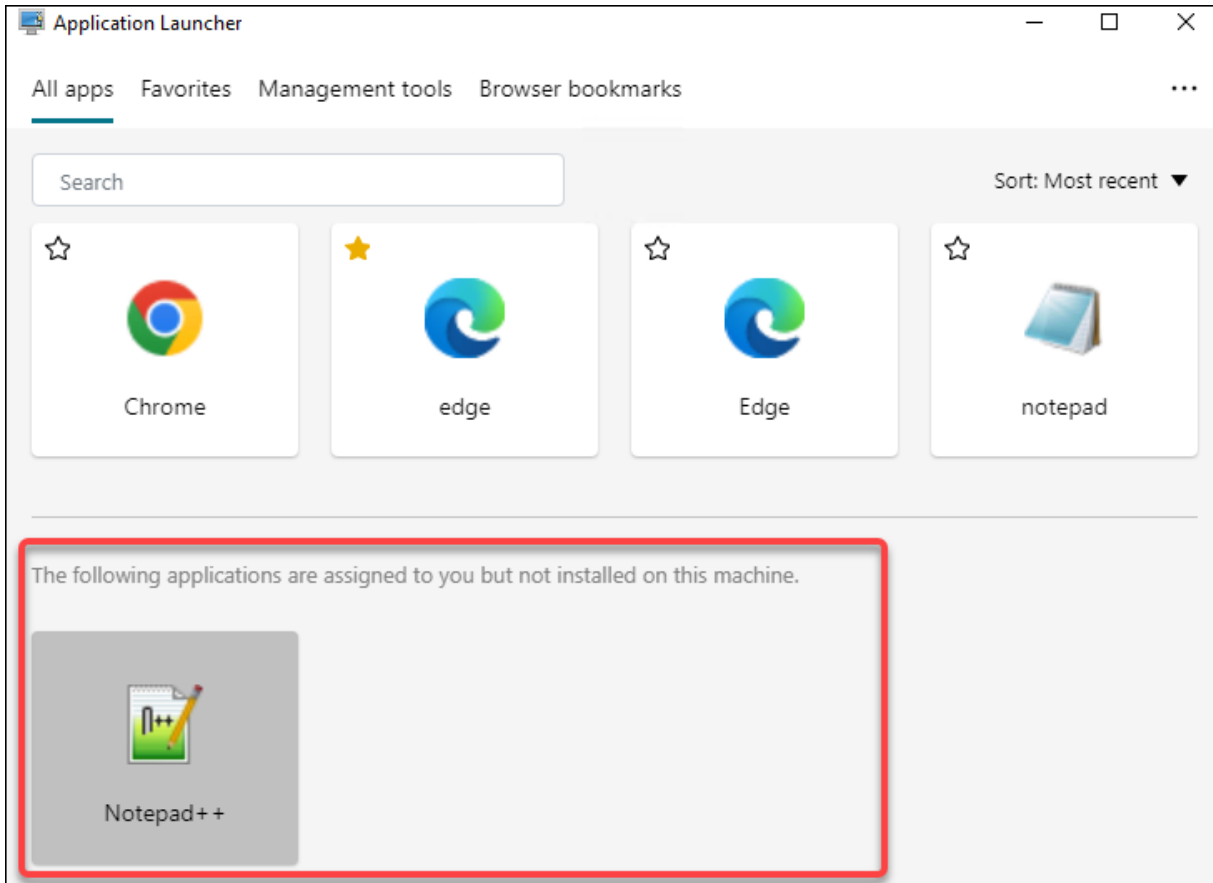 Application Launcher
All apps Favorites Management tools Browser bookmarks
Search
Sort: Most recent
Chrome
edge
Edge
notepad
The following applications are assigned to you but not installed on this machine.
n++
Notepad++